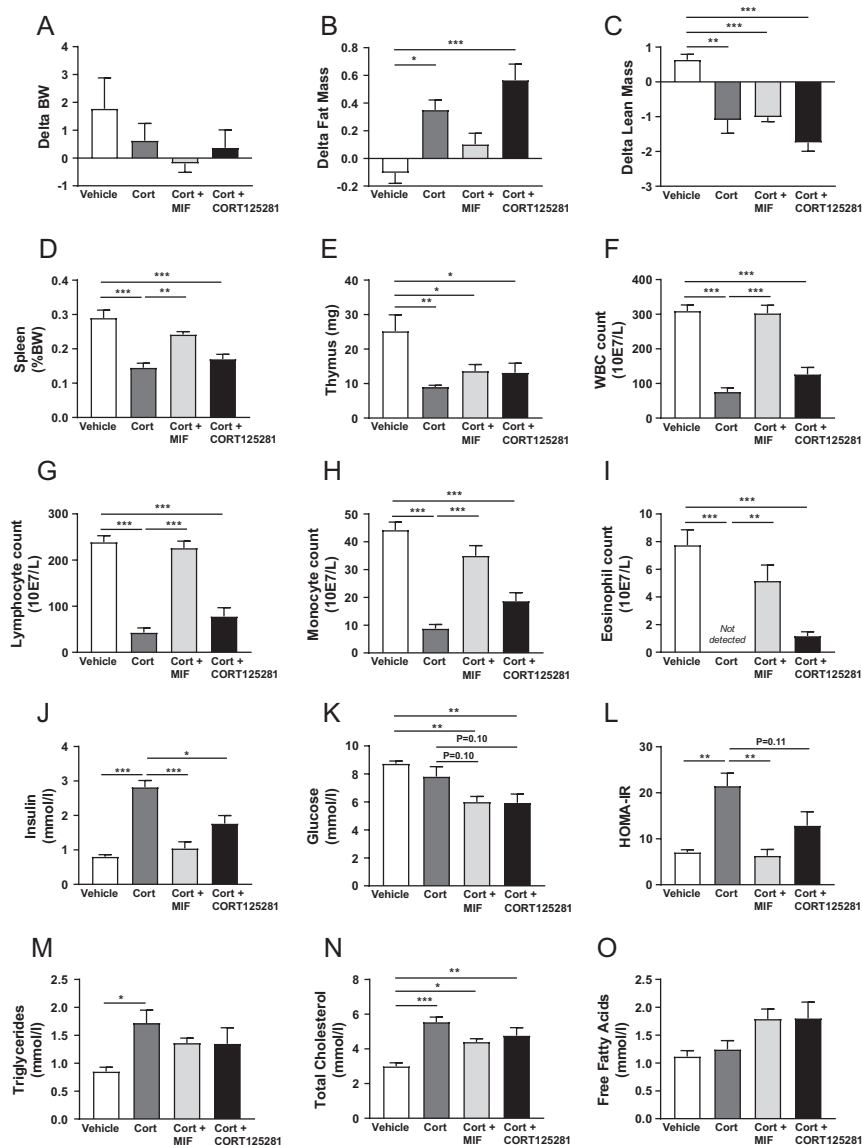 A
Delta BW
4
3
2
1
0
-1
Vehicle
Cort
Cort +
MIF
Cort +
CORT125281
B
Delta Fat Mass
0.8
0.6
0.4
0.2
0.0
-0.2
***
*
Vehicle
Cort
Cort +
MIF
Cort +
CORT125281
C
Delta Lean Mass
1
0
-1
-2
-3
***
***
**
Vehicle
Cort
Cort +
MIF
Cort +
CORT125281
D
Spleen
(%BW)
0.4
0.3
0.2
0.1
0.0
***
*** **
Vehicle
Cort
Cort +
MIF
Cort +
CORT125281
E
Thymus (mg)
40
30
20
10
0
*
*
**
Vehicle
Cort
Cort +
MIF
Cort +
CORT125281
F
WBC count
(10E7/L)
400
300
200
100
0
***
*** ***
Vehicle
Cort
Cort +
MIF
Cort +
CORT125281
G
Lymphocyte count
(10E7/L)
300
200
100
0
***
*** ***
Vehicle
Cort
Cort +
MIF
Cort +
CORT125281
H
Monocyte count
(10E7/L)
50
40
30
20
10
0
***
*** ***
Vehicle
Cort
Cort +
MIF
Cort +
CORT125281
I
Eosinophil count
(10E7/L)
10
8
6
4
2
0
***
*** **
Not
detected
Vehicle
Cort
Cort +
MIF
Cort +
CORT125281
J
Insulin
(mmol/l)
4
3
2
1
0
*
*** ***
Vehicle
Cort
Cort +
MIF
Cort +
CORT125281
K
Glucose
(mmol/l)
10
8
6
4
2
0
**
**
P=0.10
P=0.10
Vehicle
Cort
Cort +
MIF
Cort +
CORT125281
L
HOMA-IR
40
30
20
10
0
P=0.11
** **
Vehicle
Cort
Cort +
MIF
Cort +
CORT125281
M
Triglycerides
(mmol/l)
2.5
2.0
1.5
1.0
0.5
0.0
*
Vehicle
Cort
Cort +
MIF
Cort +
CORT125281
N
Total Cholesterol
(mmol/l)
8
6
4
2
0
**
*
***
Vehicle
Cort
Cort +
MIF
Cort +
CORT125281
O
Free Fatty Acids
(mmol/l)
2.5
2.0
1.5
1.0
0.5
0.0
Vehicle
Cort
Cort +
MIF
Cort +
CORT125281